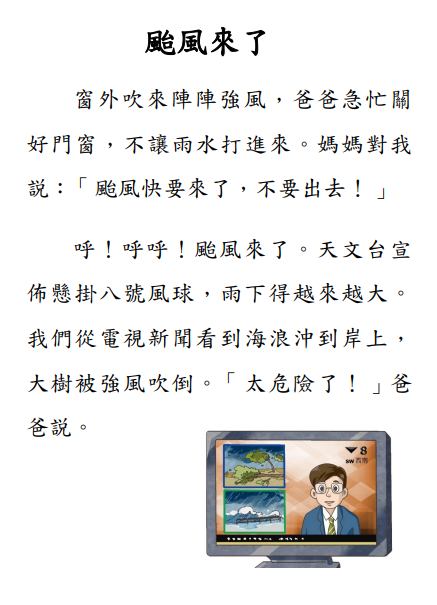 颱風來了
窗外吹來陣陣強風，爸爸急忙關
好門窗，不讓雨水打進來。媽媽對我
說：「颱風快要來了，不要出去！」
呼！呼呼！颱風來了。天文台宣
佈懸掛八號風球，雨下得越來越大。
我們從電視新聞看到海浪沖到岸上，
大樹被強風吹倒。「太危險了！」爸
爸說。
8
SW 西南